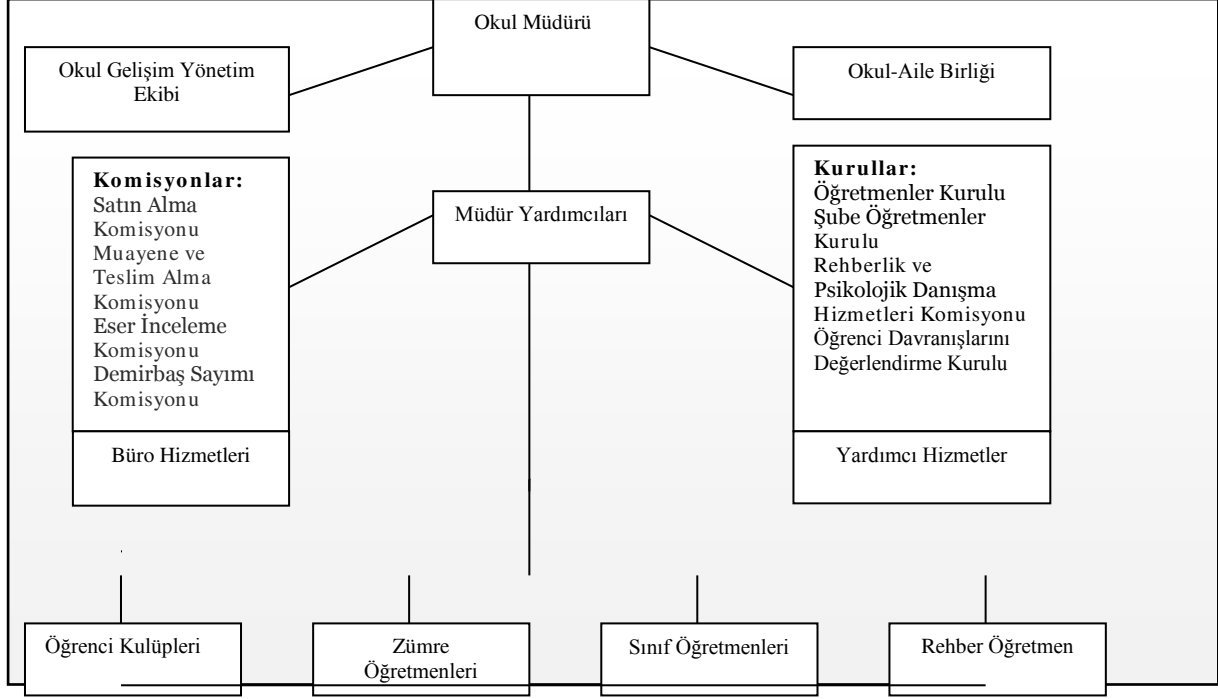 Okul Müdürü
Okul Gelişim Yönetim
Ekibi
Okul-Aile Birliği
Komisyonlar:
Satın Alma
Komisyonu
Muayene ve
Teslim Alma
Komisyonu
Eser İnceleme
Komisyonu
Demirbaş Sayımı
Komisyonu
Müdür Yardımcıları
Kurullar:
Öğretmenler Kurulu
Şube Öğretmenler
Kurulu
Rehberlik ve
Psikolojik Danışma
Hizmetleri Komisyonu
Öğrenci Davranışlarını
Değerlendirme Kurulu
Büro Hizmetleri
Yardımcı Hizmetler
Öğrenci Kulüpleri
Zümre
Öğretmenleri
Sınıf Öğretmenleri
Rehber Öğretmen